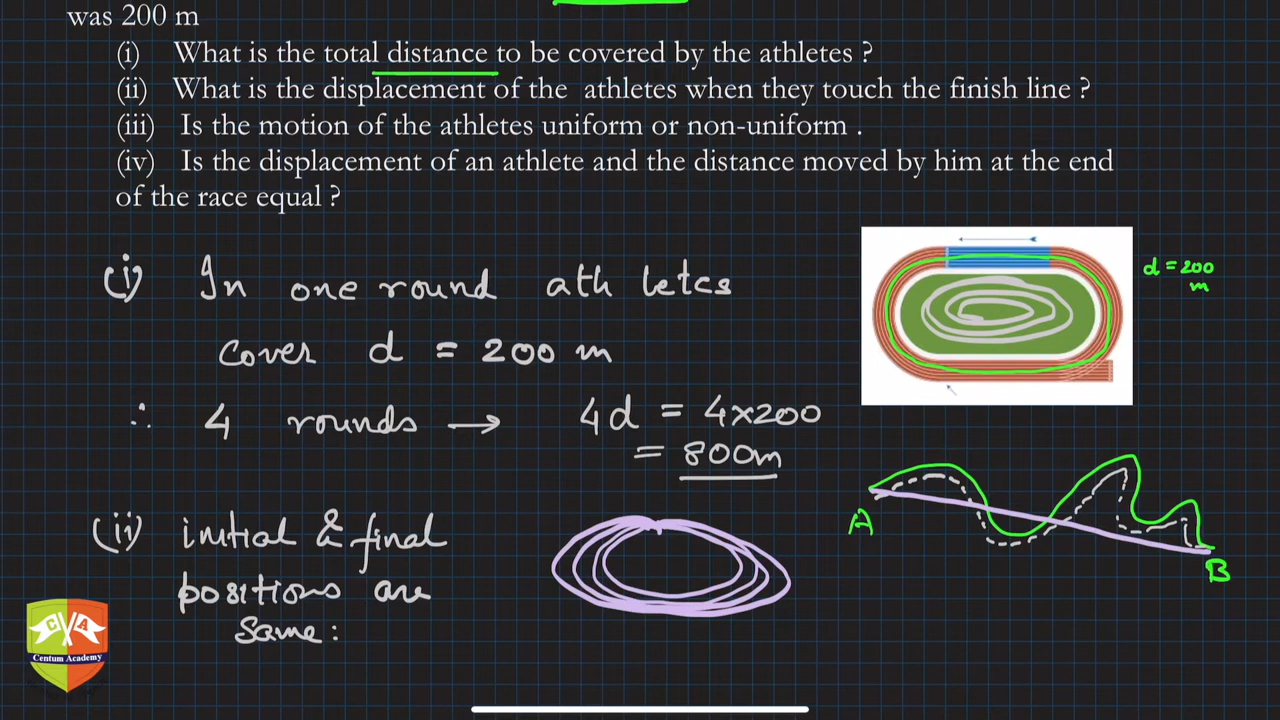 was 200 m
(i) What is the total distance to be covered by the athletes ?
(ii) What is the displacement of the athletes when they touch the finish line ?
(iii) Is the motion of the athletes uniform or non-uniform .
(iv) Is the displacement of an athlete and the distance moved by him at the end
of the race equal ?
d = 200
m
(i) In one round athletes
cover d = 200 m
∴ 4 rounds → 4d = 4×200
= 800m
(ii) initial & final
positions are
same :
A
B
C A
Centum Academy